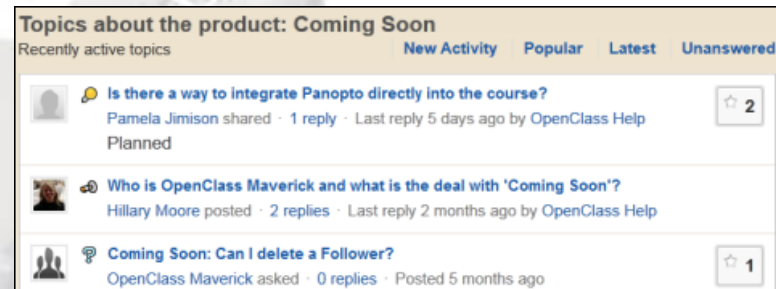 Topics about the product: Coming Soon
Recently active topics New Activity Popular Latest Unanswered
Is there a way to integrate Panopto directly into the course?
2
Pamela Jimison shared · 1 reply · Last reply 5 days ago by OpenClass Help
Planned
Who is OpenClass Maverick and what is the deal with 'Coming Soon'?
Hillary Moore posted · 2 replies · Last reply 2 months ago by OpenClass Help
Coming Soon: Can I delete a Follower?
1
OpenClass Maverick asked · 0 replies · Posted 5 months ago